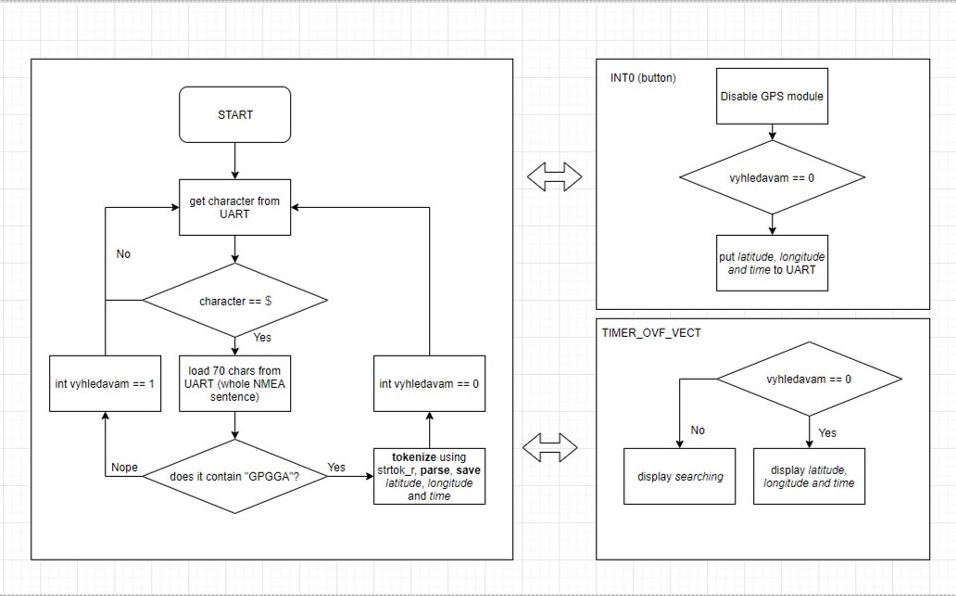 START
get character from
UART
No
character == $
Yes
int vyhledavam == 1
load 70 chars from
UART (whole NMEA
sentence)
int vyhledavam == 0
Nope
does it contain "GPGGA"?
Yes
tokenize using
strtok_r, parse, save
latitude, longitude
and time
INT0 (button)
Disable GPS module
vyhledavam == 0
put latitude, longitude
and time to UART
TIMER_OVF_VECT
vyhledavam == 0
No
Yes
display searching
display latitude,
longitude and time